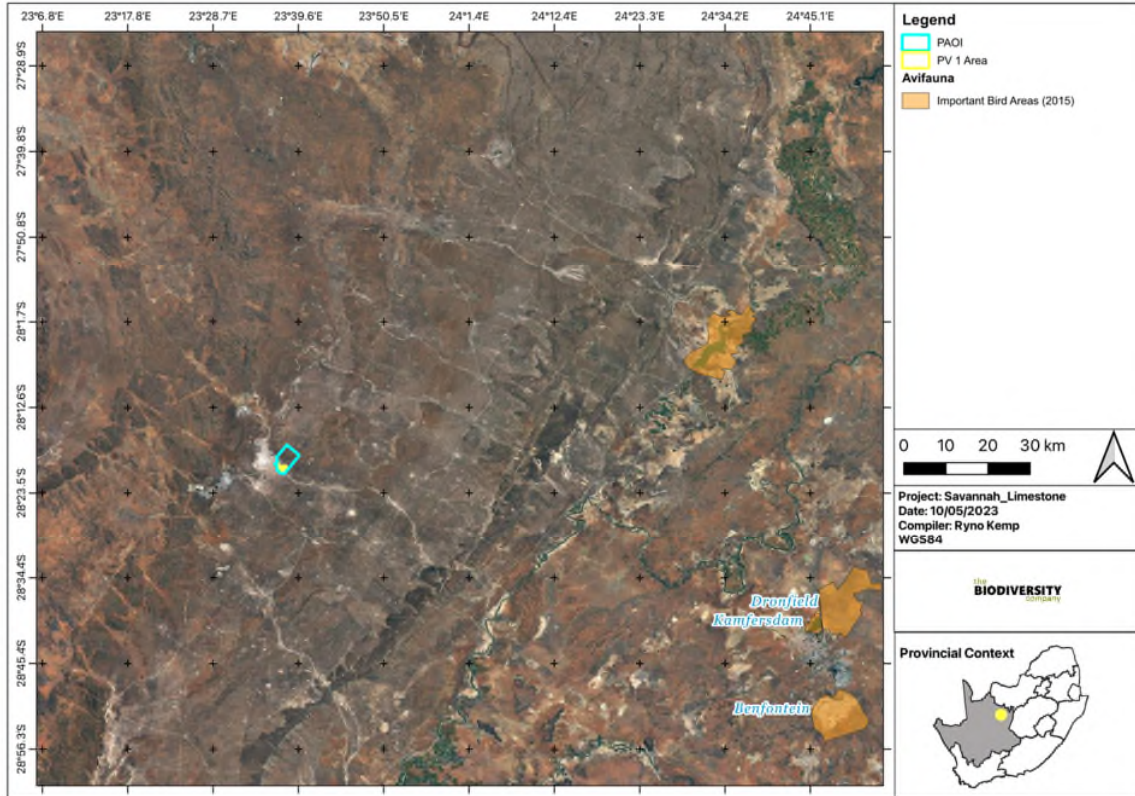 23°6.8'E 23°17.8'E 23°28.7'E 23°39.6'E 23°50.5'E 24°1.4'E 24°12.4'E 24°23.3'E 24°34.2'E 24°45.1'E
27°28.9'S
27°39.8'S
27°50.8'S
28°1.7'S
28°12.6'S
28°23.5'S
28°34.4'S
28°45.4'S
28°56.3'S
Dronfield
Kamfersdam
Benfontein
Legend
PAOI
PV 1 Area
Avifauna
Important Bird Areas (2015)
0 10 20 30 km
Project: Savannah_Limestone
Date: 10/05/2023
Compiler: Ryno Kemp
WGS84
the
BIODIVERSITY
company
Provincial Context